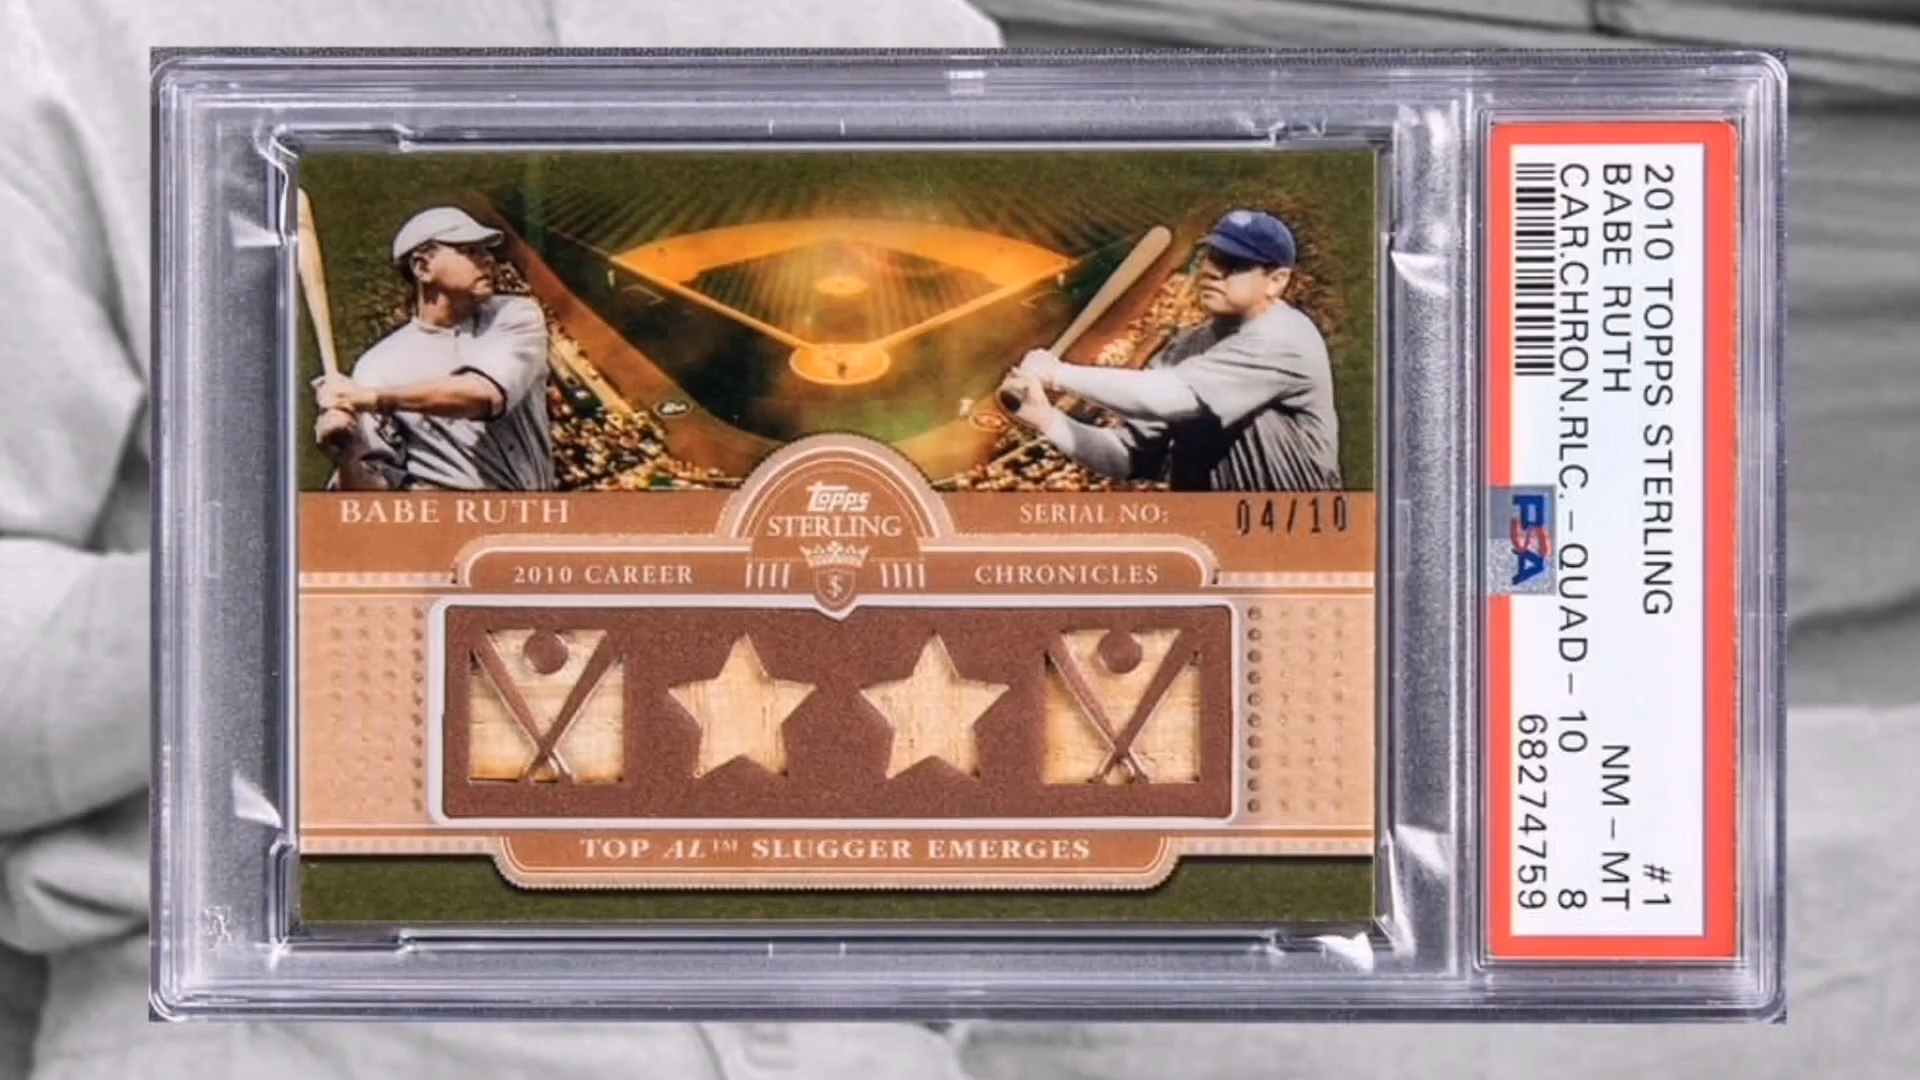 BABE RUTH
Topps
STERLING
SERIAL NO:
04/10
2010 CAREER
CHRONICLES
$
TOP AL™ SLUGGER EMERGES
2010 TOPPS STERLING #1
BABE RUTH NM-MT
CAR.CHRON.RLC.-QUAD-10 8
68274759
PSA